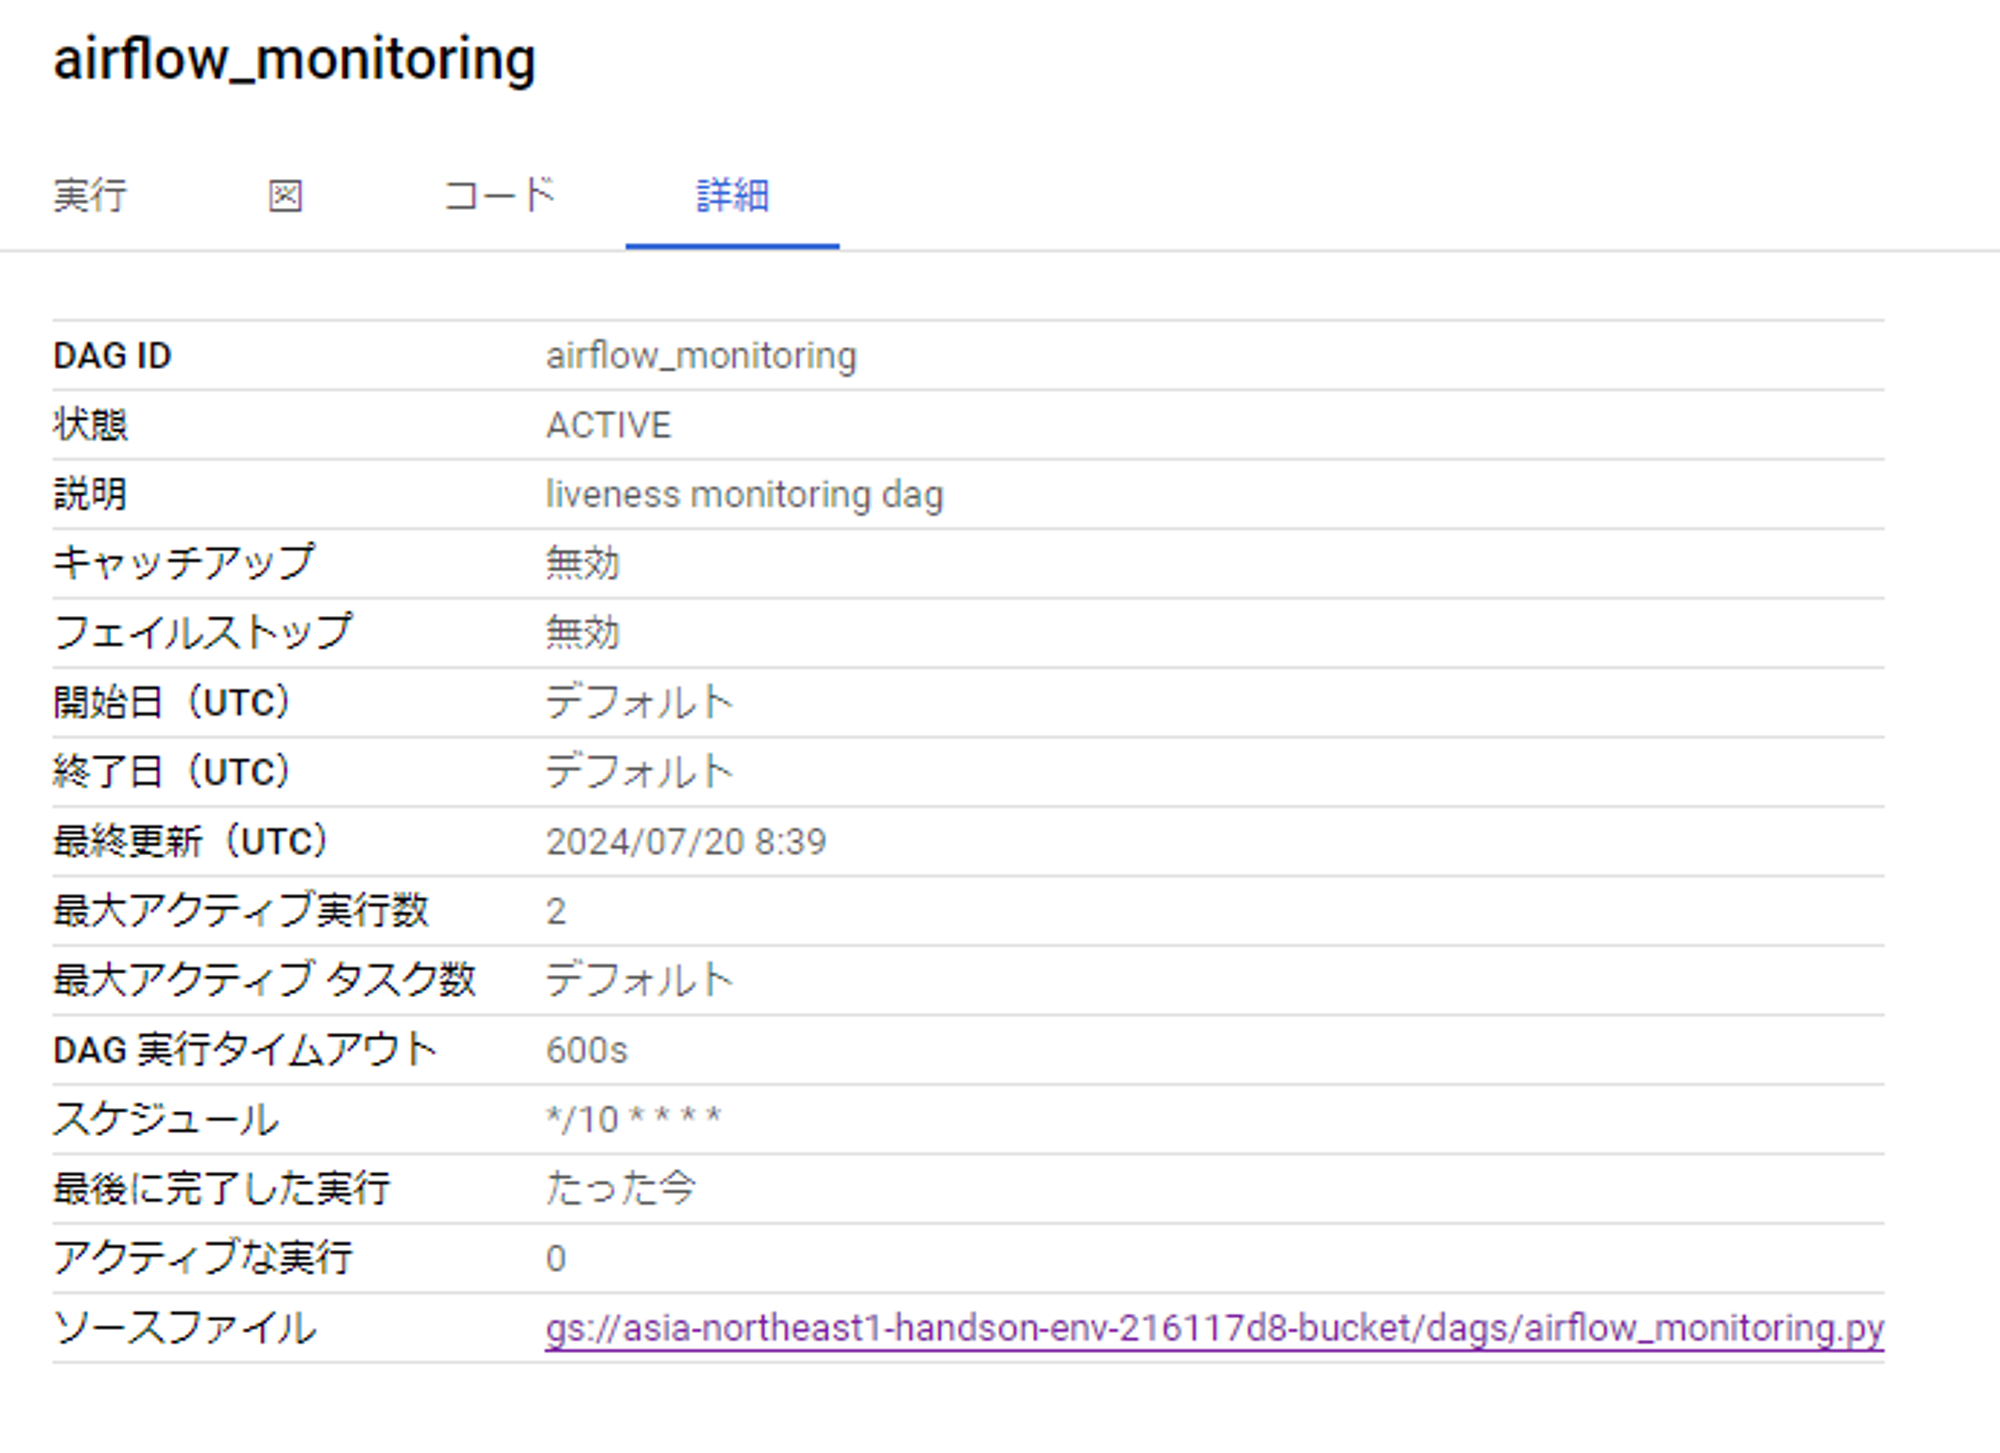 airflow_monitoring
実行 図 コード 詳細
DAG ID airflow_monitoring
状態 ACTIVE
説明 liveness monitoring dag
キャッチアップ 無効
フェイルストップ 無効
開始日（UTC） デフォルト
終了日（UTC） デフォルト
最終更新（UTC） 2024/07/20 8:39
最大アクティブ実行数 2
最大アクティブ タスク数 デフォルト
DAG 実行タイムアウト 600s
スケジュール */10 * * * *
最後に完了した実行 たった今
アクティブな実行 0
ソースファイル gs://asia-northeast1-handson-env-216117d8-bucket/dags/airflow_monitoring.py